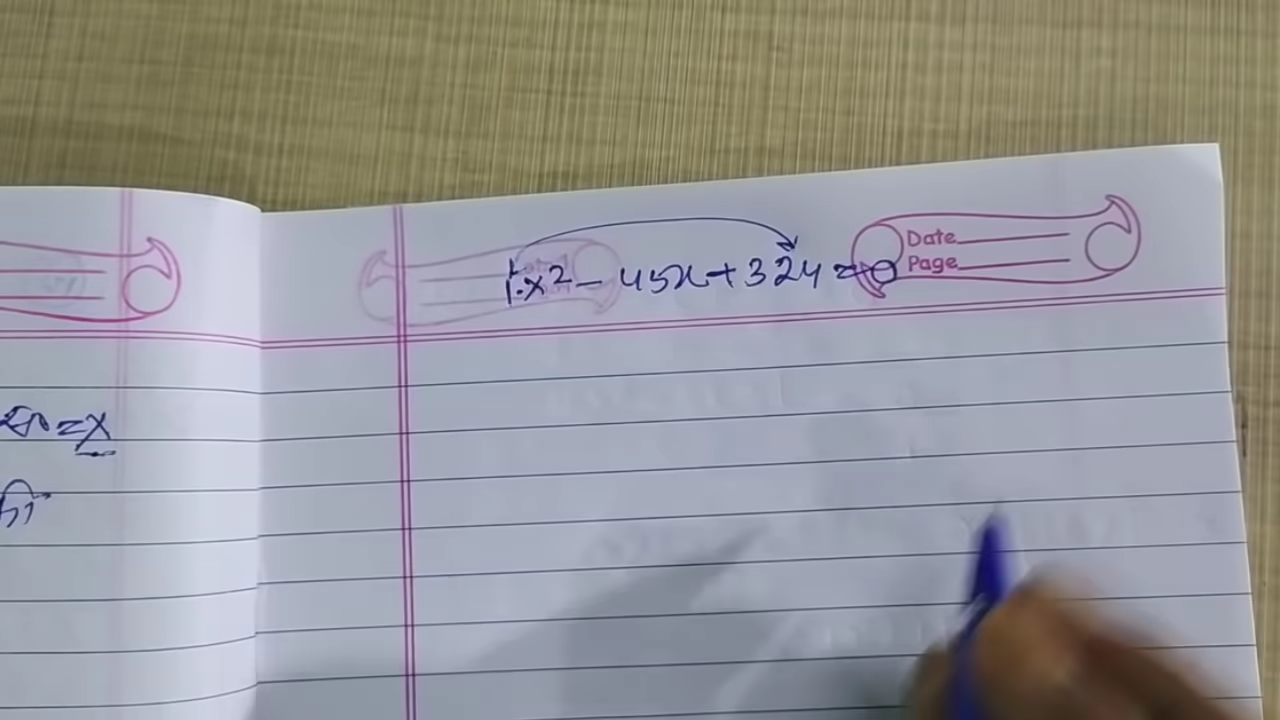 1·x² - 45x + 324 = 0
Date
Page
= x